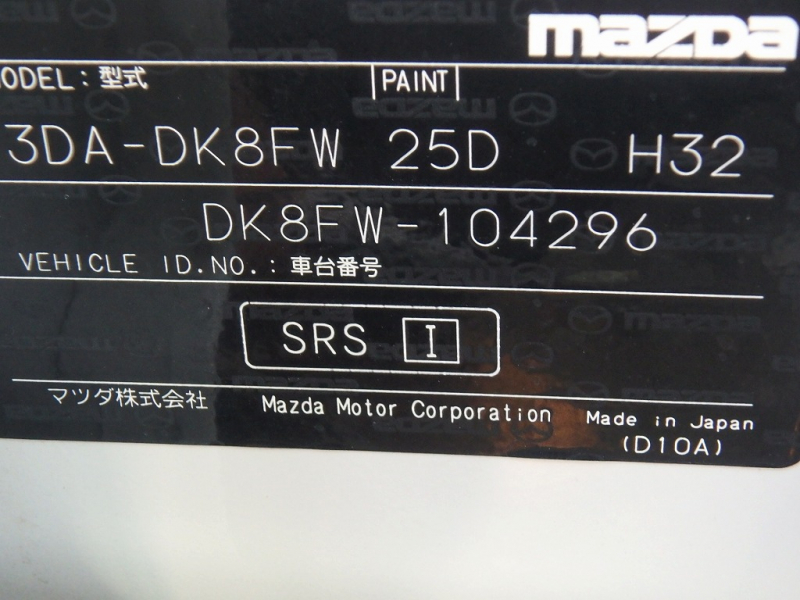 mazda
MODEL: 型式 PAINT
3DA-DK8FW 25D H32
DK8FW-104296
VEHICLE ID.NO.: 車台番号
SRS I
マツダ株式会社 Mazda Motor Corporation Made in Japan
(D10A)